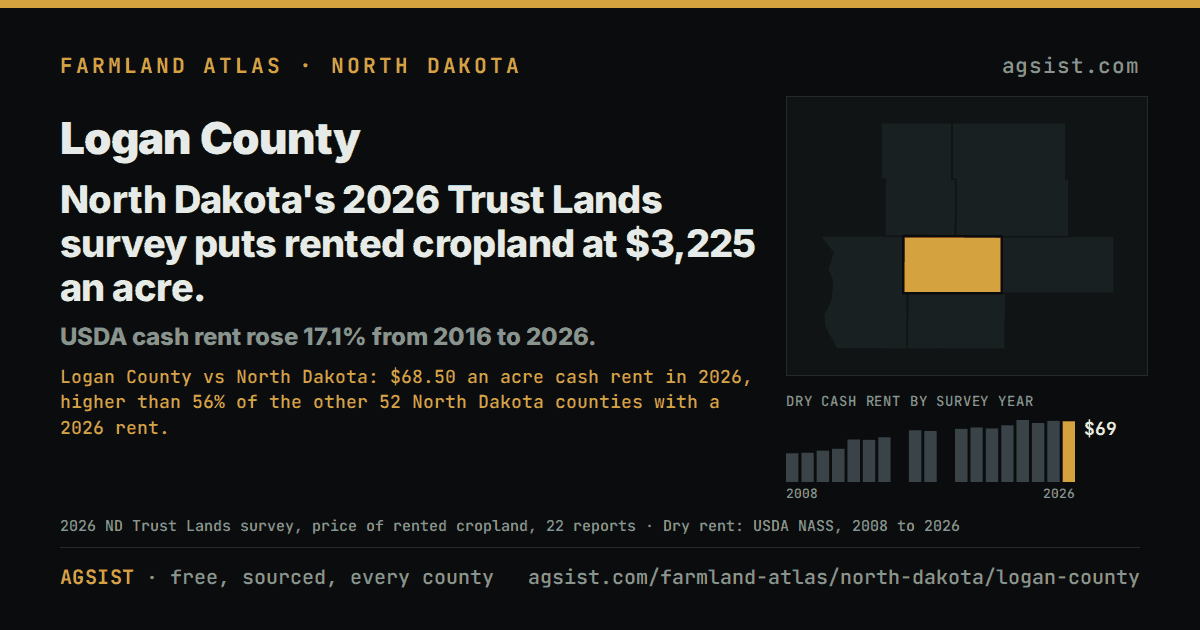 FARMLAND ATLAS · NORTH DAKOTA
agsist.com
Logan County
North Dakota's 2026 Trust Lands
survey puts rented cropland at $3,225
an acre.
USDA cash rent rose 17.1% from 2016 to 2026.
Logan County vs North Dakota: $68.50 an acre cash rent in 2026,
higher than 56% of the other 52 North Dakota counties with a
2026 rent.
DRY CASH RENT BY SURVEY YEAR
$69
2008
2026
2026 ND Trust Lands survey, price of rented cropland, 22 reports · Dry rent: USDA NASS, 2008 to 2026
AGSIST · free, sourced, every county
agsist.com/farmland-atlas/north-dakota/logan-county